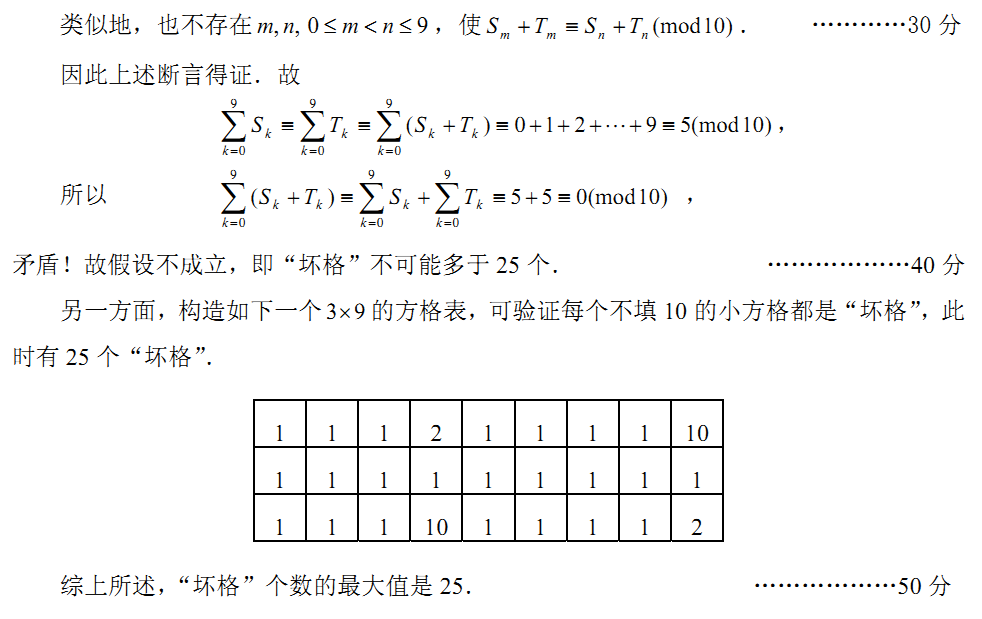 类似地，也不存在 m, n, 0 ≤ m < n ≤ 9，使 S_m + T_m ≡ S_n + T_n (mod 10)． …………30 分
因此上述断言得证．故
\sum_{k=0}^{9} S_k ≡ \sum_{k=0}^{9} T_k ≡ \sum_{k=0}^{9} (S_k + T_k) ≡ 0+1+2+⋯+9 ≡ 5(mod 10)，
所以 \sum_{k=0}^{9} (S_k + T_k) ≡ \sum_{k=0}^{9} S_k + \sum_{k=0}^{9} T_k ≡ 5+5 ≡ 0(mod 10) ，
矛盾！故假设不成立，即“坏格”不可能多于 25 个． ………………40 分
另一方面，构造如下一个 3×9 的方格表，可验证每个不填 10 的小方格都是“坏格”，此
时有 25 个“坏格”．
1 1 1 2 1 1 1 1 10
1 1 1 1 1 1 1 1 1
1 1 1 10 1 1 1 1 2
综上所述，“坏格”个数的最大值是 25． ………………50 分